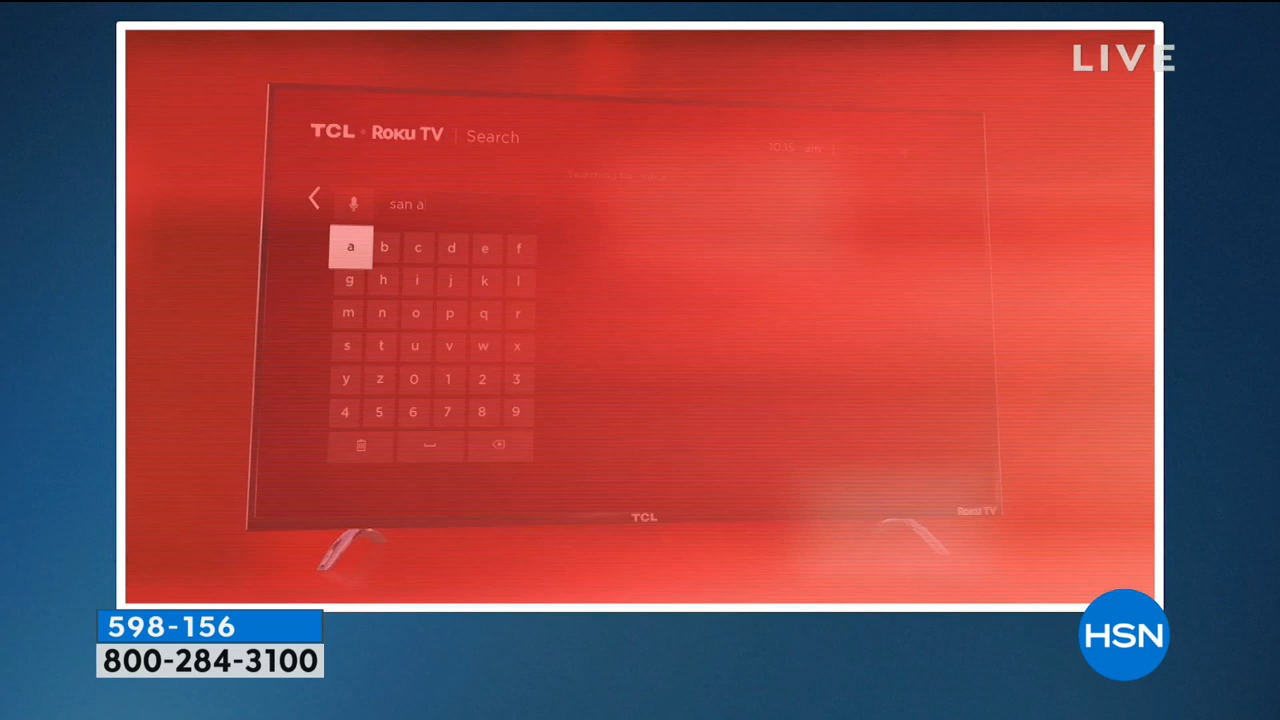 LIVE
TCL • Roku TV | Search
10:15 am |
san a
a b c d e f
g h i j k l
m n o p q r
s t u v w x
y z 0 1 2 3
4 5 6 7 8 9
TCL
Roku TV
598-156
800-284-3100
HSN